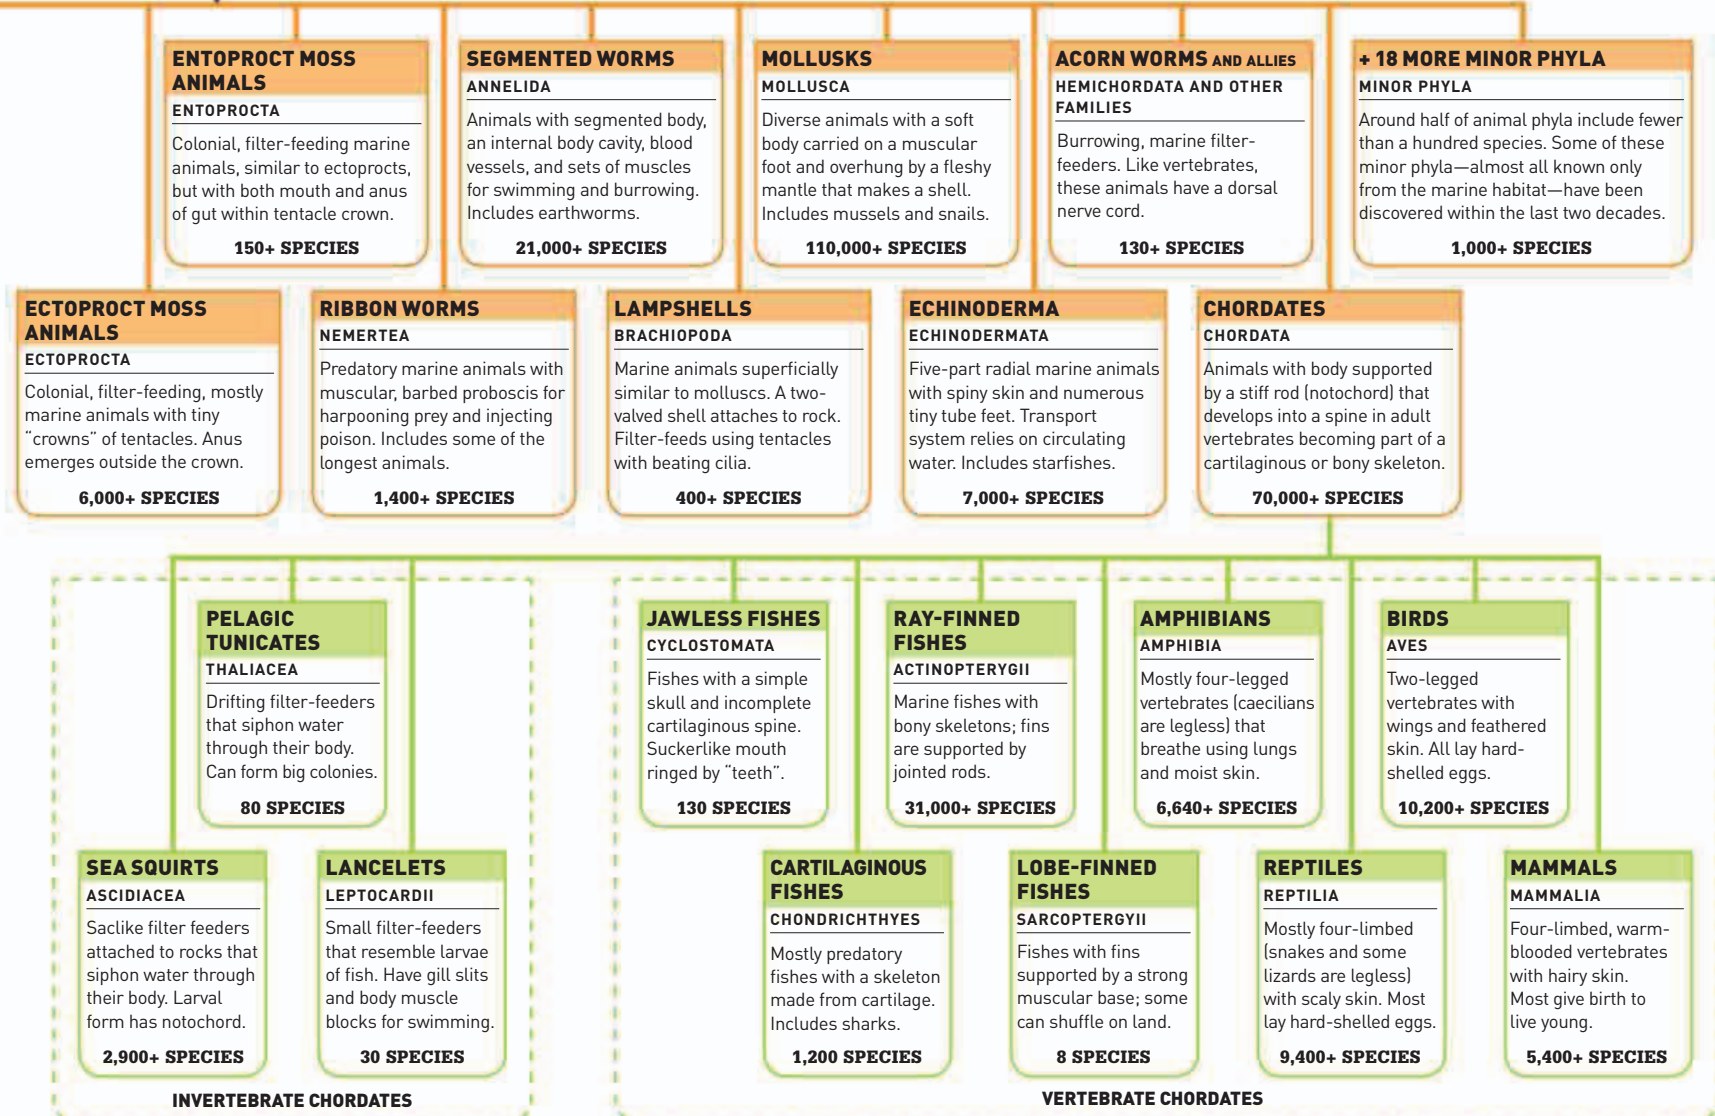 ENTOPROCT MOSS
ANIMALS
ENTOPROCTA
Colonial, filter-feeding marine
animals, similar to ectoprocts,
but with both mouth and anus
of gut within tentacle crown.
150+ SPECIES
SEGMENTED WORMS
ANNELIDA
Animals with segmented body,
an internal body cavity, blood
vessels, and sets of muscles
for swimming and burrowing.
Includes earthworms.
21,000+ SPECIES
MOLLUSKS
MOLLUSCA
Diverse animals with a soft
body carried on a muscular
foot and overhung by a fleshy
mantle that makes a shell.
Includes mussels and snails.
110,000+ SPECIES
ACORN WORMS AND ALLIES
HEMICHORDATA AND OTHER
FAMILIES
Burrowing, marine filter-
feeders. Like vertebrates,
these animals have a dorsal
nerve cord.
130+ SPECIES
+ 18 MORE MINOR PHYLA
MINOR PHYLA
Around half of animal phyla include fewer
than a hundred species. Some of these
minor phyla—almost all known only
from the marine habitat—have been
discovered within the last two decades.
1,000+ SPECIES
ECTOPROCT MOSS
ANIMALS
ECTOPROCTA
Colonial, filter-feeding, mostly
marine animals with tiny
“crowns” of tentacles. Anus
emerges outside the crown.
6,000+ SPECIES
RIBBON WORMS
NEMERTEA
Predatory marine animals with
muscular, barbed proboscis for
harpooning prey and injecting
poison. Includes some of the
longest animals.
1,400+ SPECIES
LAMPSHELLS
BRACHIOPODA
Marine animals superficially
similar to molluscs. A two-
valved shell attaches to rock.
Filter-feeds using tentacles
with beating cilia.
400+ SPECIES
ECHINODERMA
ECHINODERMATA
Five-part radial marine animals
with spiny skin and numerous
tiny tube feet. Transport
system relies on circulating
water. Includes starfishes.
7,000+ SPECIES
CHORDATES
CHORDATA
Animals with body supported
by a stiff rod (notochord) that
develops into a spine in adult
vertebrates becoming part of a
cartilaginous or bony skeleton.
70,000+ SPECIES
PELAGIC
TUNICATES
THALIACEA
Drifting filter-feeders
that siphon water
through their body.
Can form big colonies.
80 SPECIES
JAWLESS FISHES
CYCLOSTOMATA
Fishes with a simple
skull and incomplete
cartilaginous spine.
Suckerlike mouth
ringed by “teeth”.
130 SPECIES
RAY-FINNED
FISHES
ACTINOPTERYGII
Marine fishes with
bony skeletons; fins
are supported by
jointed rods.
31,000+ SPECIES
AMPHIBIANS
AMPHIBIA
Mostly four-legged
vertebrates (caecilians
are legless) that
breathe using lungs
and moist skin.
6,640+ SPECIES
BIRDS
AVES
Two-legged
vertebrates with
wings and feathered
skin. All lay hard-
shelled eggs.
10,200+ SPECIES
SEA SQUIRTS
ASCIDIACEA
Saclike filter feeders
attached to rocks that
siphon water through
their body. Larval
form has notochord.
2,900+ SPECIES
LANCELETS
LEPTOCARDII
Small filter-feeders
that resemble larvae
of fish. Have gill slits
and body muscle
blocks for swimming.
30 SPECIES
CARTILAGINOUS
FISHES
CHONDRICHTHYES
Mostly predatory
fishes with a skeleton
made from cartilage.
Includes sharks.
1,200 SPECIES
LOBE-FINNED
FISHES
SARCOPTERGYII
Fishes with fins
supported by a strong
muscular base; some
can shuffle on land.
8 SPECIES
REPTILES
REPTILIA
Mostly four-limbed
(snakes and some
lizards are legless)
with scaly skin. Most
lay hard-shelled eggs.
9,400+ SPECIES
MAMMALS
MAMMALIA
Four-limbed, warm-
blooded vertebrates
with hairy skin.
Most give birth to
live young.
5,400+ SPECIES
INVERTEBRATE CHORDATES
VERTEBRATE CHORDATES